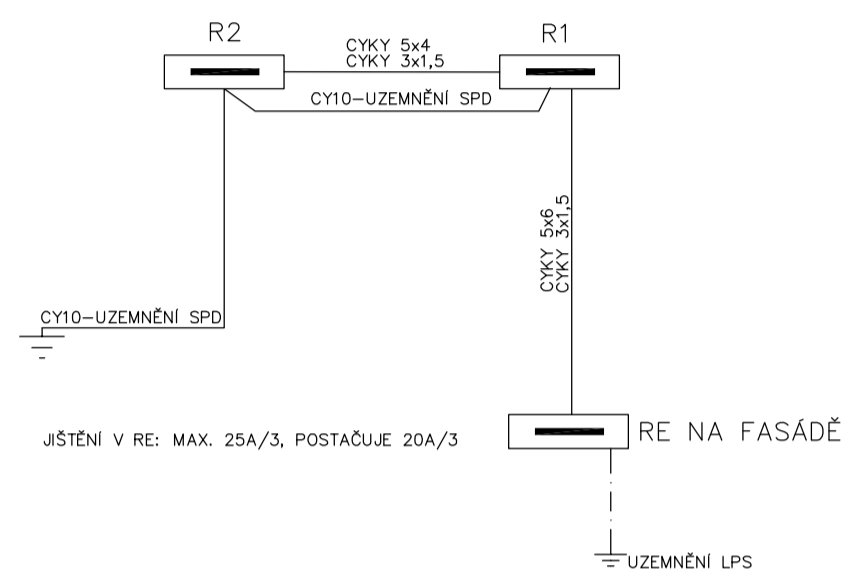 R2
R1
CYKY 5x4
CYKY 3x1,5
CY10-UZEMNĚNÍ SPD
CYKY 5x6
CYKY 3x1,5
CY10-UZEMNĚNÍ SPD
JIŠTĚNÍ V RE: MAX. 25A/3, POSTAČUJE 20A/3
RE NA FASÁDĚ
UZEMNĚNÍ LPS